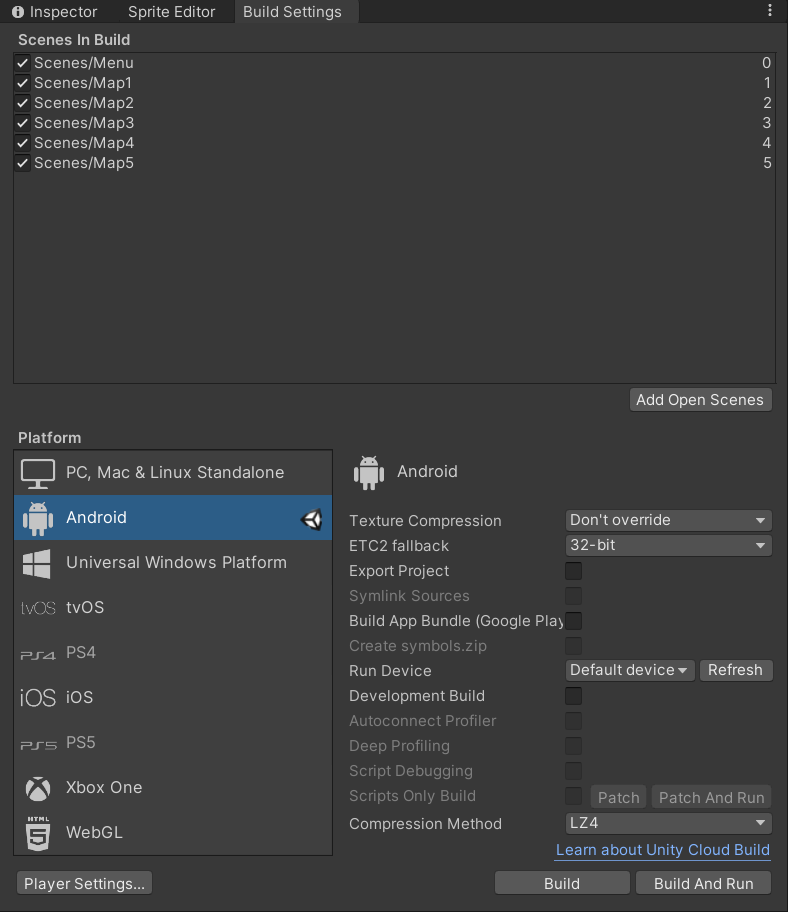 Inspector Sprite Editor Build Settings
Scenes In Build
Scenes/Menu 0
Scenes/Map1 1
Scenes/Map2 2
Scenes/Map3 3
Scenes/Map4 4
Scenes/Map5 5
Add Open Scenes
Platform
PC, Mac & Linux Standalone
Android
Universal Windows Platform
tvOS tvOS
PS4 PS4
iOS iOS
PS5 PS5
Xbox One
HTML 5 WebGL
Android
Texture Compression Don't override
ETC2 fallback 32-bit
Export Project
Symlink Sources
Build App Bundle (Google Play
Create symbols.zip
Run Device Default device Refresh
Development Build
Autoconnect Profiler
Deep Profiling
Script Debugging
Scripts Only Build Patch Patch And Run
Compression Method LZ4
Learn about Unity Cloud Build
Player Settings... Build Build And Run